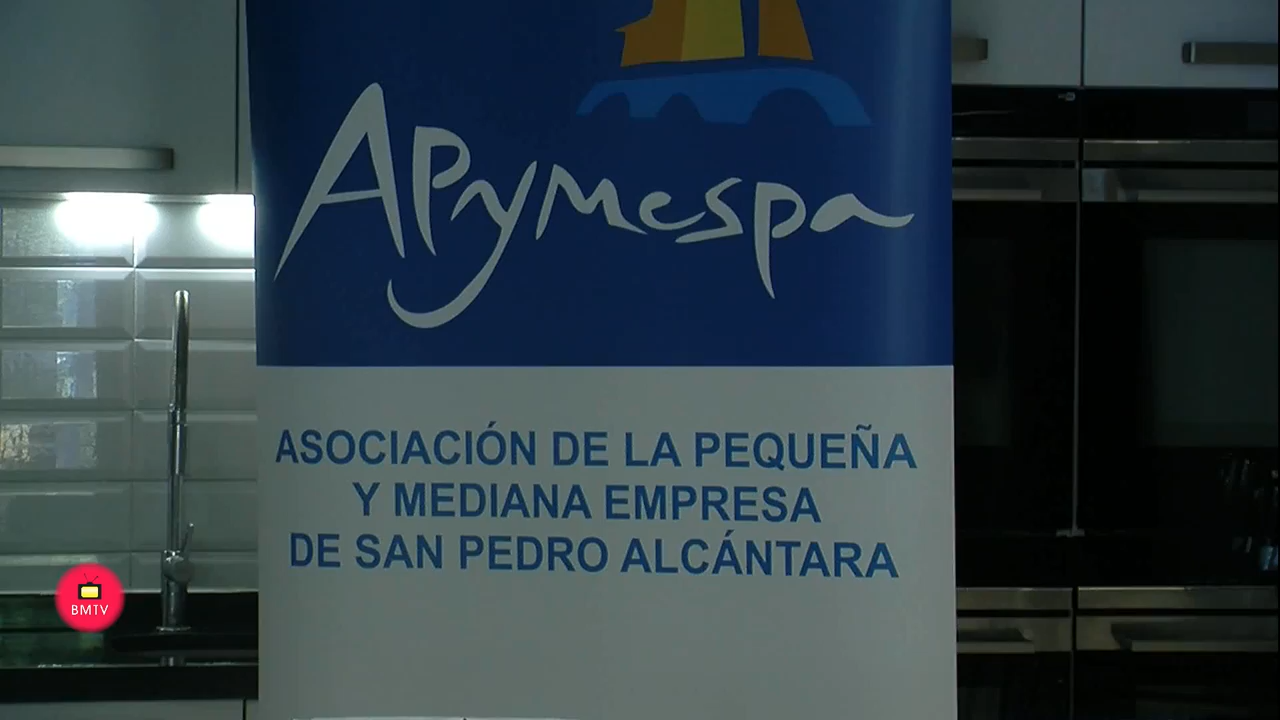 APymespa
ASOCIACIÓN DE LA PEQUEÑA
Y MEDIANA EMPRESA
DE SAN PEDRO ALCÁNTARA
BMTV